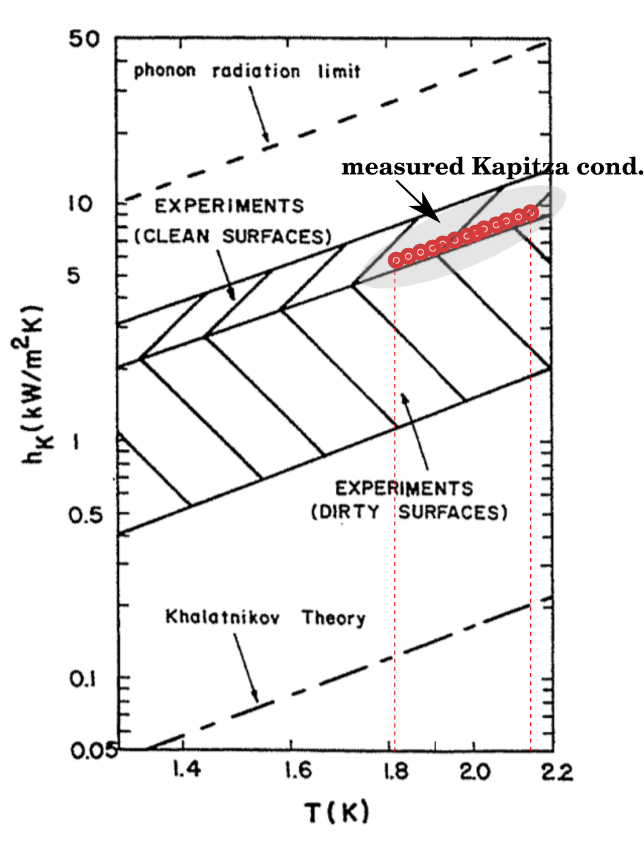 50
phonon radiation limit
measured Kapitza cond.
10
EXPERIMENTS
(CLEAN SURFACES)
5
hK(kW/m²K)
1
EXPERIMENTS
0.5
(DIRTY SURFACES)
Khalatnikov Theory
0.1
0.05
1.4 1.6 1.8 2.0 2.2
T(K)